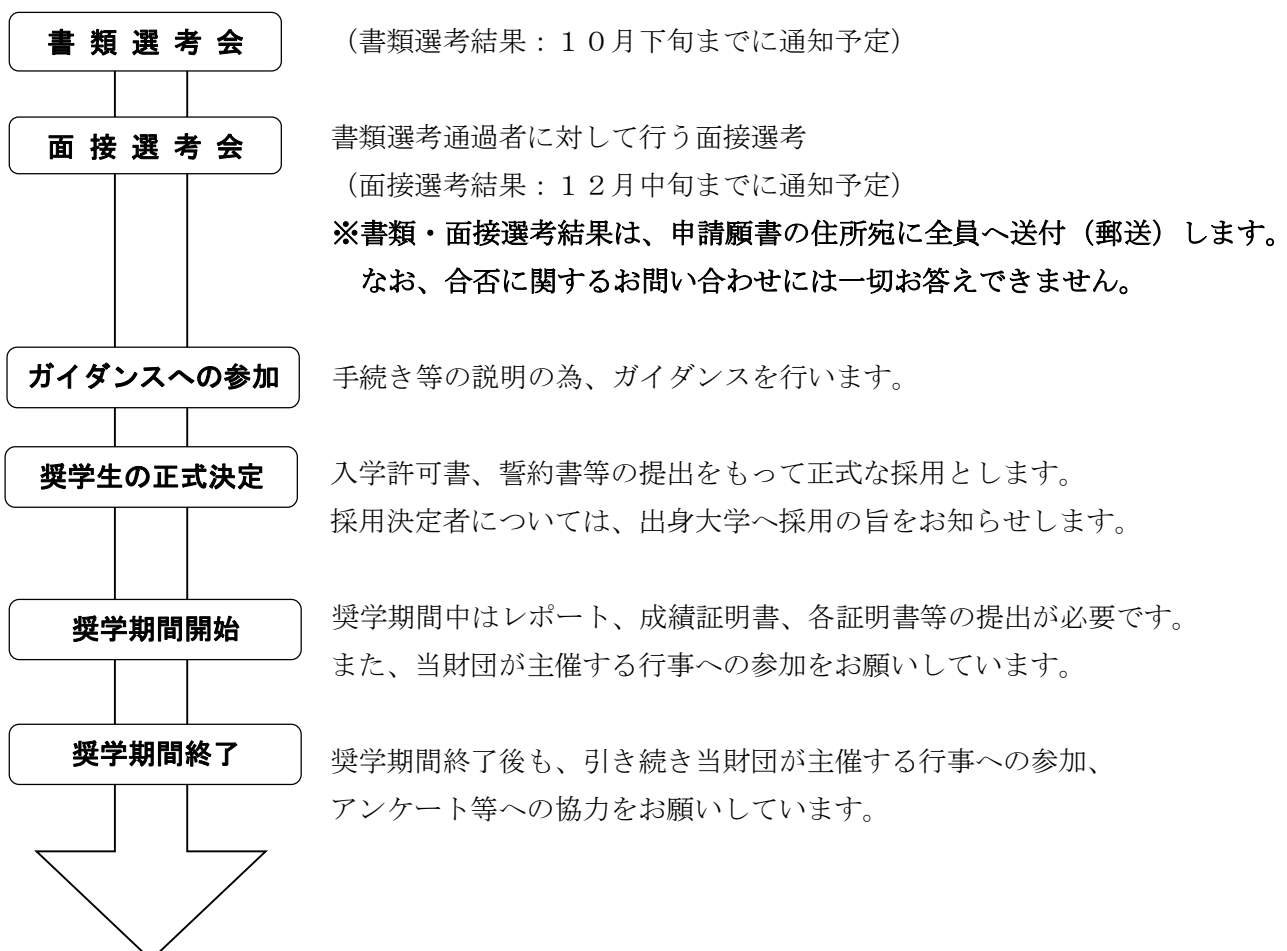 書 類 選 考 会
（書類選考結果：１０月下旬までに通知予定）
面 接 選 考 会
書類選考通過者に対して行う面接選考
（面接選考結果：１２月中旬までに通知予定）
※書類・面接選考結果は、申請願書の住所宛に全員へ送付（郵送）します。
なお、合否に関するお問い合わせには一切お答えできません。
ガイダンスへの参加
手続き等の説明の為、ガイダンスを行います。
奨学生の正式決定
入学許可書、誓約書等の提出をもって正式な採用とします。
採用決定者については、出身大学へ採用の旨をお知らせします。
奨学期間開始
奨学期間中はレポート、成績証明書、各証明書等の提出が必要です。
また、当財団が主催する行事への参加をお願いしています。
奨学期間終了
奨学期間終了後も、引き続き当財団が主催する行事への参加、
アンケート等への協力をお願いしています。